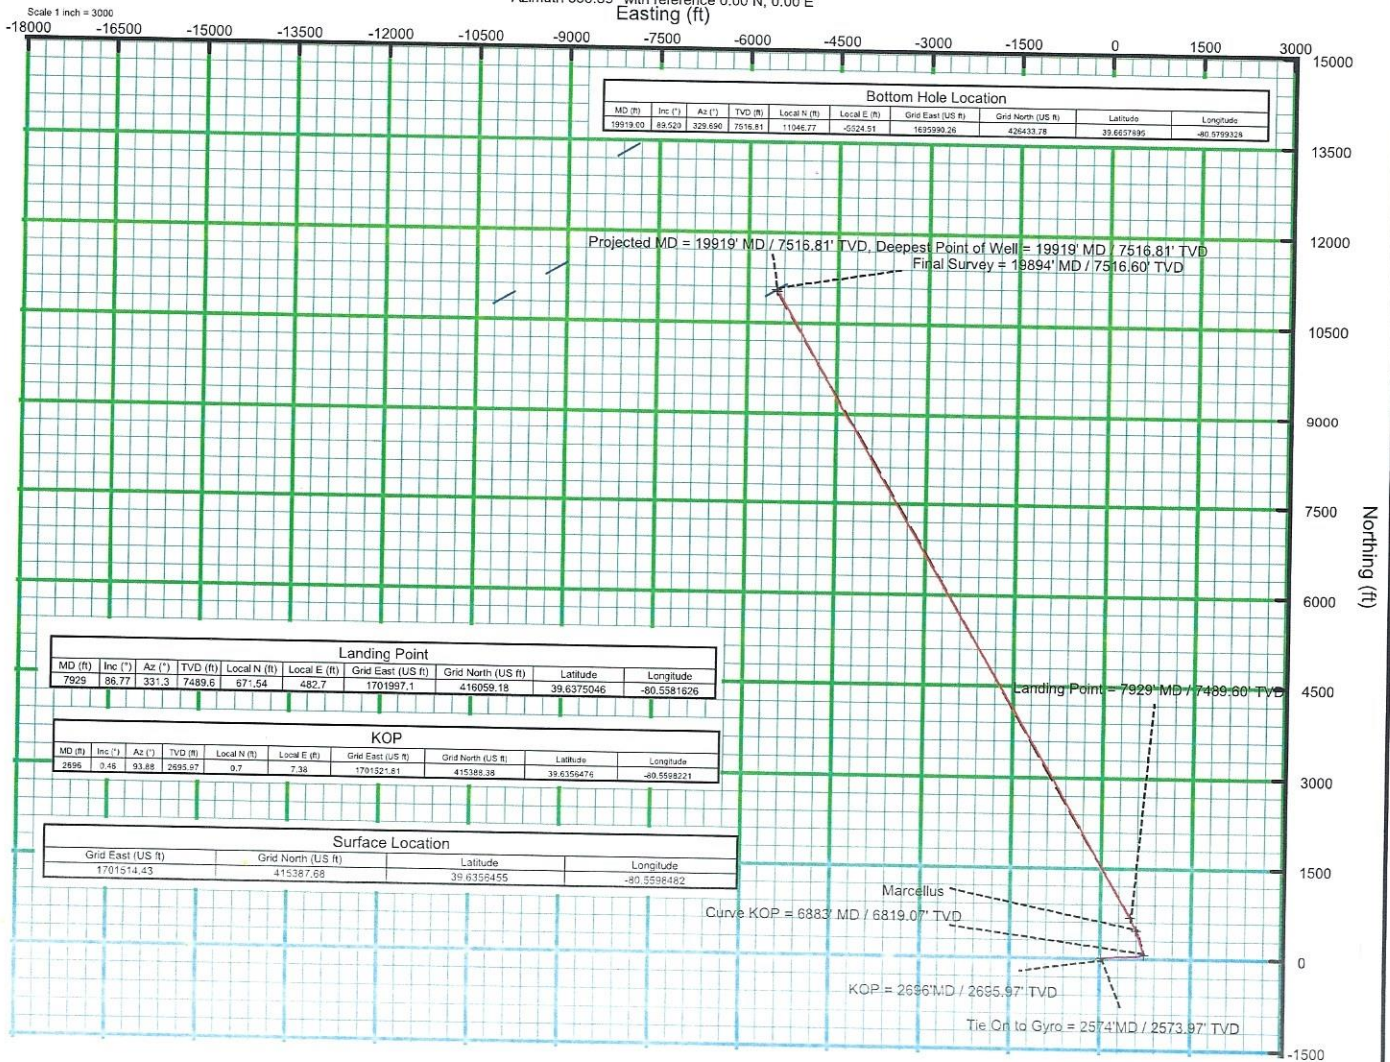 Scale 1 inch = 3000
Easting (ft)
-18000 -16500 -15000 -13500 -12000 -10500 -9000 -7500 -6000 -4500 -3000 -1500 0 1500 3000
15000
Bottom Hole Location
MD (ft) Inc (°) Az (°) TVD (ft) Local N (ft) Local E (ft) Grid East (US ft) Grid North (US ft) Latitude Longitude
19919.00 89.520 329.690 7516.81 11046.77 -5524.51 1695990.26 426433.78 39.6657695 -80.5799326
13500
12000
Projected MD = 19919' MD / 7516.81' TVD, Deepest Point of Well = 19919' MD / 7516.81' TVD
Final Survey = 19894' MD / 7516.60' TVD
10500
9000
7500
Northing (ft)
6000
Landing Point
MD (ft) Inc (°) Az (°) TVD (ft) Local N (ft) Local E (ft) Grid East (US ft) Grid North (US ft) Latitude Longitude
7929 86.77 331.3 7489.6 671.54 482.7 1701997.1 416059.18 39.6375046 -80.5581626
Landing Point = 7929' MD / 7489.60' TVD
4500
KOP
MD (ft) Inc (°) Az (°) TVD (ft) Local N (ft) Local E (ft) Grid East (US ft) Grid North (US ft) Latitude Longitude
2696 0.46 93.88 2695.97 0.7 7.38 1701521.81 415388.38 39.6356476 -80.5598221
3000
Surface Location
Grid East (US ft) Grid North (US ft) Latitude Longitude
1701514.43 415387.68 39.6356455 -80.5598482
1500
Marcellus
Curve KOP = 6883' MD / 6819.07' TVD
0
KOP = 2696'MD / 2695.97' TVD
Tie On to Gyro = 2574'MD / 2573.97' TVD
-1500